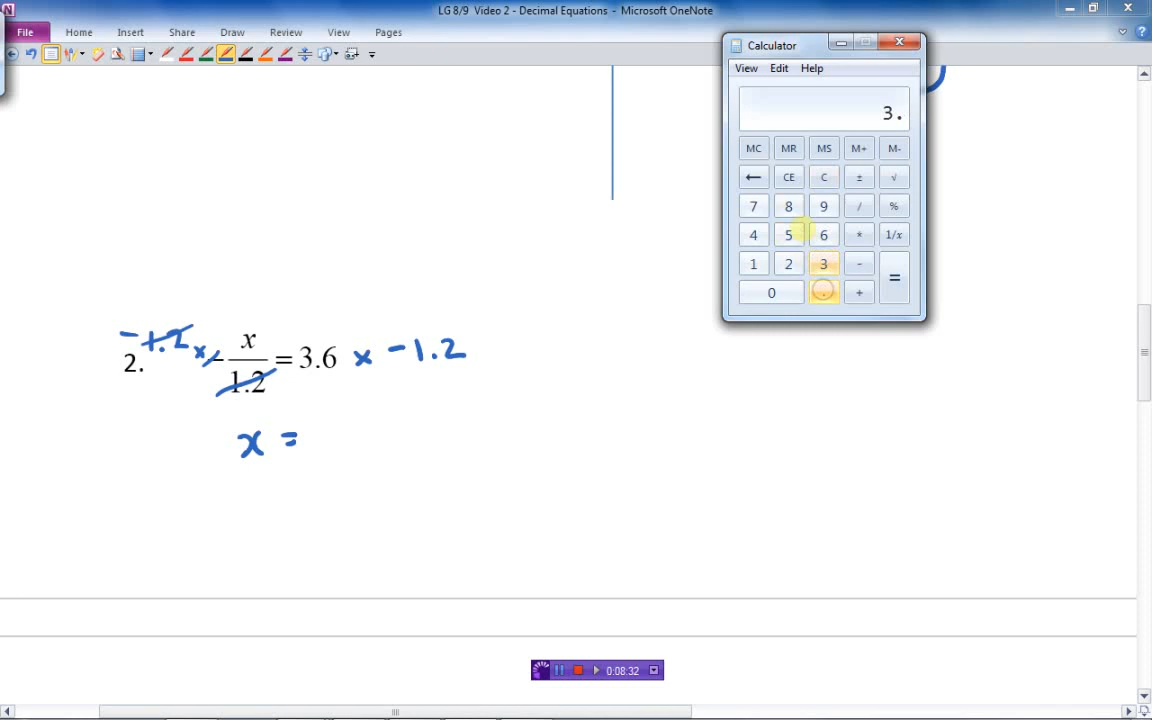 LG 8/9 Video 2 - Decimal Equations - Microsoft OneNote
File Home Insert Share Draw Review View Pages
Calculator
View Edit Help
3.
MC MR MS M+ M-
← CE C ± √
7 8 9 / %
4 5 6 * 1/x
1 2 3 - =
0 . +
-1.2 x - x/1.2 = 3.6 x -1.2
2.
x =
0:08:32